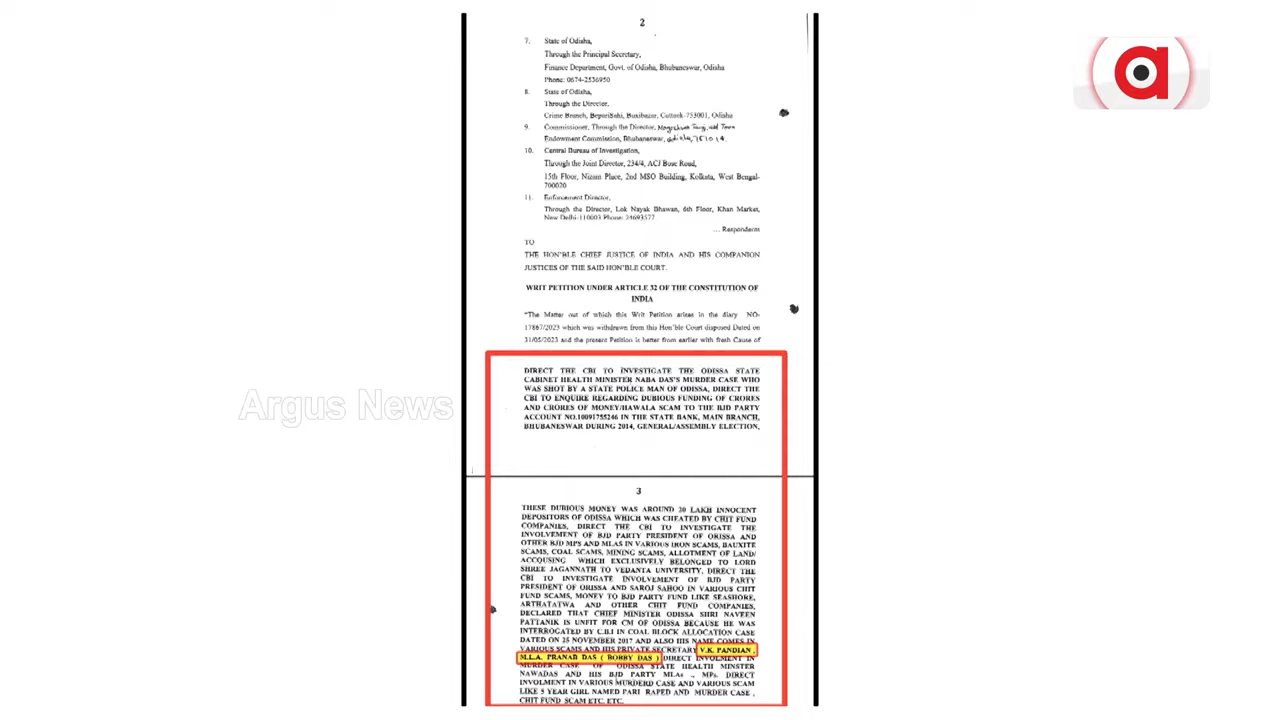 2
7. State of Odisha,
Through the Principal Secretary,
Finance Department, Govt. of Odisha, Bhubaneswar, Odisha
Phone: 0674-2536950
8. State of Odisha,
Through the Director,
Crime Branch, BepariSahi, Buxibazar, Cuttock-753001, Odisha
9. Commissioner, Through the Director,
Endowment Commission, Bhubaneswar,
10. Central Bureau of Investigation,
Through the Joint Director, 234/4, ACJ Bose Road,
15th Floor, Nizam Place, 2nd MSO Building, Kolkata, West Bengal-
700020
11. Enforcement Director,
Through the Director, Lok Nayak Bhawan, 6th Floor, Khan Market,
New Delhi-110003 Phone: 24693577
... Respondents
TO
THE HON'BLE CHIEF JUSTICE OF INDIA AND HIS COMPANION
JUSTICES OF THE SAID HON'BLE COURT.
WRIT PETITION UNDER ARTICLE 32 OF THE CONSTITUTION OF
INDIA
"The Matter out of which this Writ Petition arises in the diary NO-
17867/2023 which was withdrawn from this Hon'ble Court disposed Dated on
31/05/2023 and the present Petition is better from earlier with fresh Cause of
DIRECT THE CBI TO INVESTIGATE THE ODISSA STATE
CABINET HEALTH MINISTER NABA DAS'S MURDER CASE WHO
WAS SHOT BY A STATE POLICE MAN OF ODISSA, DIRECT THE
CBI TO ENQUIRE REGARDING DUBIOUS FUNDING OF CRORES
AND CRORES OF MONEY/HAWALA SCAM TO THE BJD PARTY
ACCOUNT NO.10091755246 IN THE STATE BANK, MAIN BRANCH,
BHUBANESWAR DURING 2014, GENERAL/ASSEMBLY ELECTION,
3
THESE DUBIOUS MONEY WAS AROUND 20 LAKH INNOCENT
DEPOSITORS OF ODISSA WHICH WAS CHEATED BY CHIT FUND
COMPANIES, DIRECT THE CBI TO INVESTIGATE THE
INVOLVEMENT OF BJD PARTY PRESIDENT OF ORISSA AND
OTHER BJD MPS AND MLAS IN VARIOUS IRON SCAMS, BAUXITE
SCAMS, COAL SCAMS, MINING SCAMS, ALLOTMENT OF LAND/
ACCQUSING WHICH EXCLUSIVELY BELONGED TO LORD
SHREE JAGANNATH TO VEDANTA UNIVERSITY, DIRECT THE
CBI TO INVESTIGATE INVOLVEMENT OF BJD PARTY
PRESIDENT OF ORISSA AND SAROJ SAHOO IN VARIOUS CHIT
FUND SCAMS, MONEY TO BJD PARTY FUND LIKE SEASHORE,
ARTHATATWA AND OTHER CHIT FUND COMPANIES,
DECLARED THAT CHIEF MINISTER ODISSA SHRI NAVEEN
PATTANIK IS UNFIT FOR CM OF ODISSA BECAUSE HE WAS
INTERROGATED BY C.B.I IN COAL BLOCK ALLOCATION CASE
DATED ON 25 NOVEMBER 2017 AND ALSO HIS NAME COMES IN
VARIOUS SCAMS AND HIS PRIVATE SECRETARY V.K. PANDIAN ,
M.L.A. PRANAB DAS ( BOBBY DAS ) DIRECT INVOLMENT IN
MURDER CASE OF ODISSA STATE HEALTH MINSTER
NAWADAS AND HIS BJD PARTY MLAs ., MPs. DIRECT
INVOLMENT IN VARIOUS MURDERD CASE AND VARIOUS SCAM
LIKE 5 YEAR GIRL NAMED PARI RAPED AND MURDER CASE ,
CHIT FUND SCAM ETC. ETC.
Argus News
a